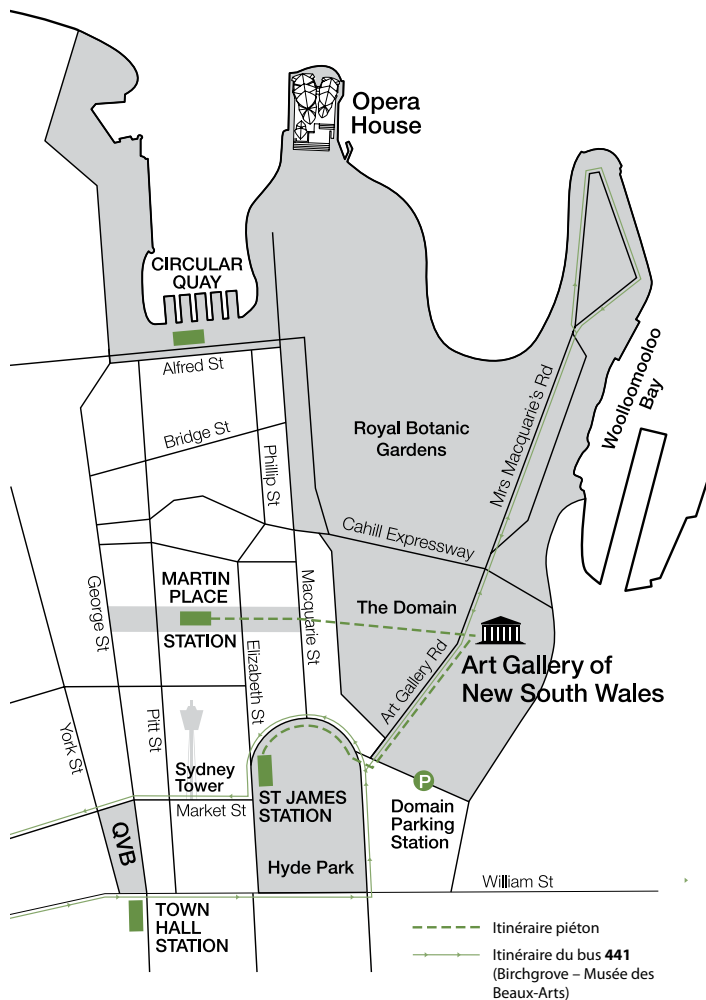 Opera
House
CIRCULAR
QUAY
Alfred St
Bridge St
Phillip St
Royal Botanic
Gardens
Mrs Macquarie's Rd
Woolloomooloo
Bay
Cahill Expressway
George St
MARTIN
PLACE
STATION
Elizabeth St
Macquarie St
The Domain
Art Gallery Rd
Art Gallery of
New South Wales
York St
Pitt St
Sydney
Tower
Market St
ST JAMES
STATION
P
Domain
Parking
Station
QVB
Hyde Park
William St
TOWN
HALL
STATION
Itinéraire piéton
Itinéraire du bus 441
(Birchgrove – Musée des
Beaux-Arts)